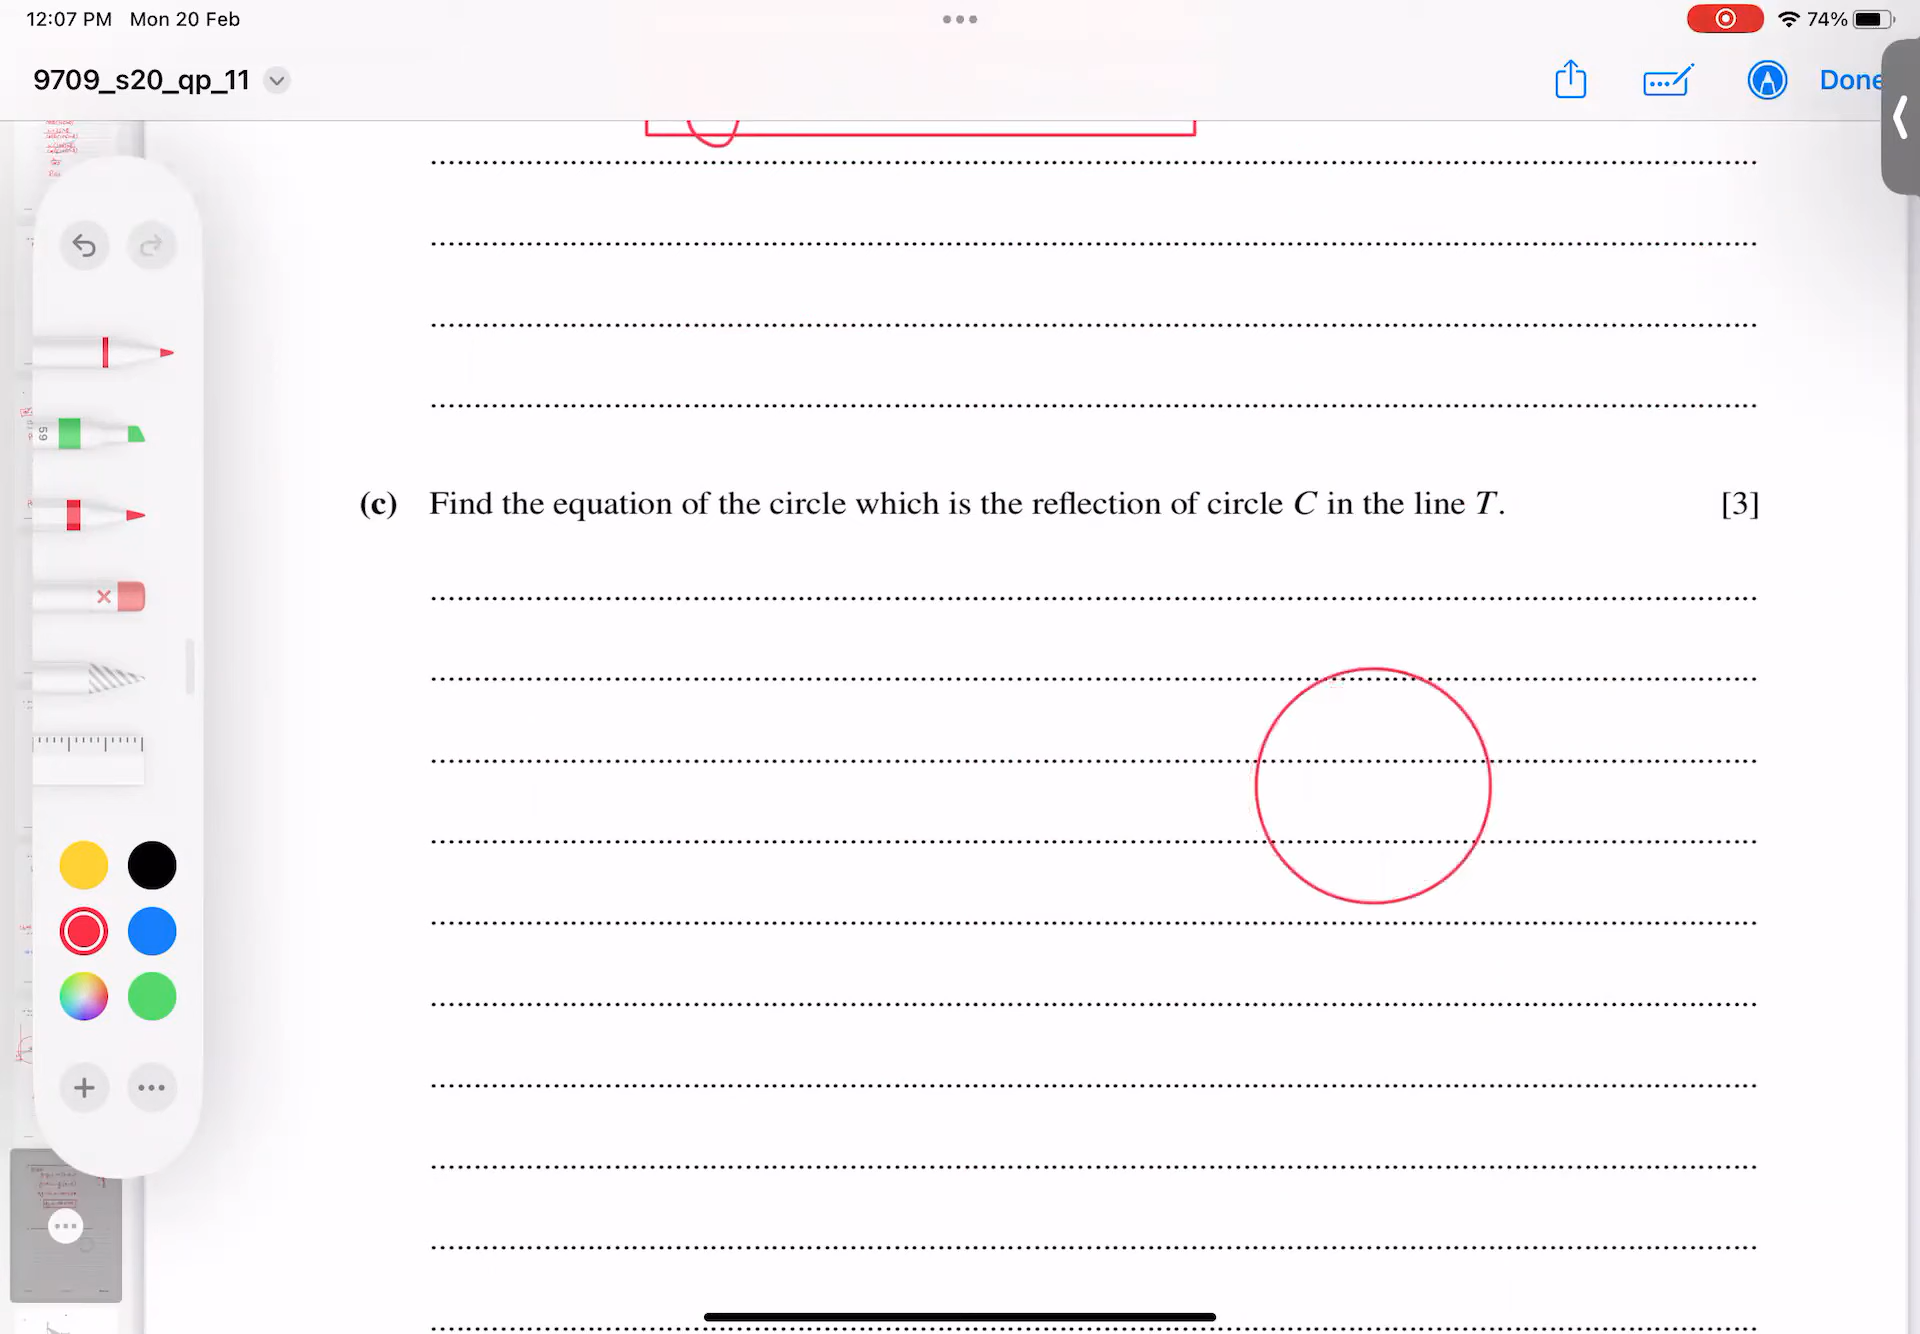 12:07 PM Mon 20 Feb
74%
9709_s20_qp_11
Done
59
(c) Find the equation of the circle which is the reflection of circle C in the line T. [3]